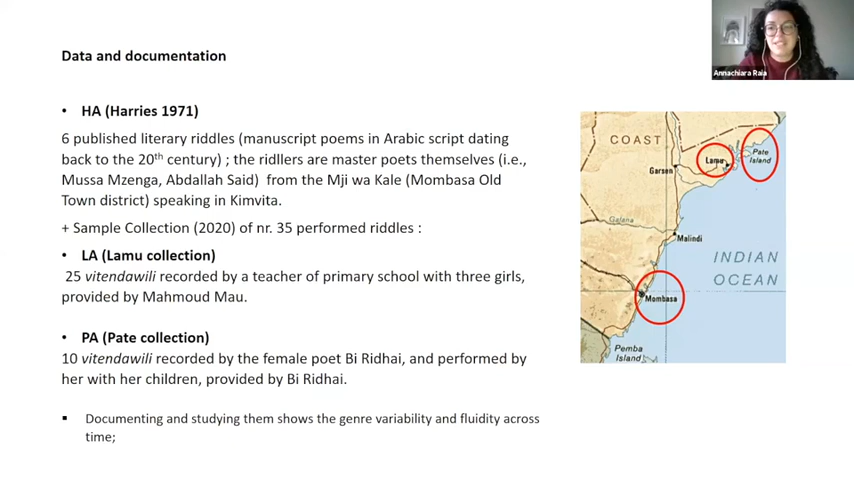 Data and documentation
Annachiara Raia
• HA (Harries 1971)
6 published literary riddles (manuscript poems in Arabic script dating
back to the 20th century) ; the ridllers are master poets themselves (i.e.,
Mussa Mzenga, Abdallah Said) from the Mji wa Kale (Mombasa Old
Town district) speaking in Kimvita.
+ Sample Collection (2020) of nr. 35 performed riddles :
• LA (Lamu collection)
25 vitendawili recorded by a teacher of primary school with three girls,
provided by Mahmoud Mau.
• PA (Pate collection)
10 vitendawili recorded by the female poet Bi Ridhai, and performed by
her with her children, provided by Bi Ridhai.
▪ Documenting and studying them shows the genre variability and fluidity across
time;
COAST
Lamu
Pate
Island
Garsen
Galana
Malindi
INDIAN
OCEAN
Mombasa
Pemba
Island